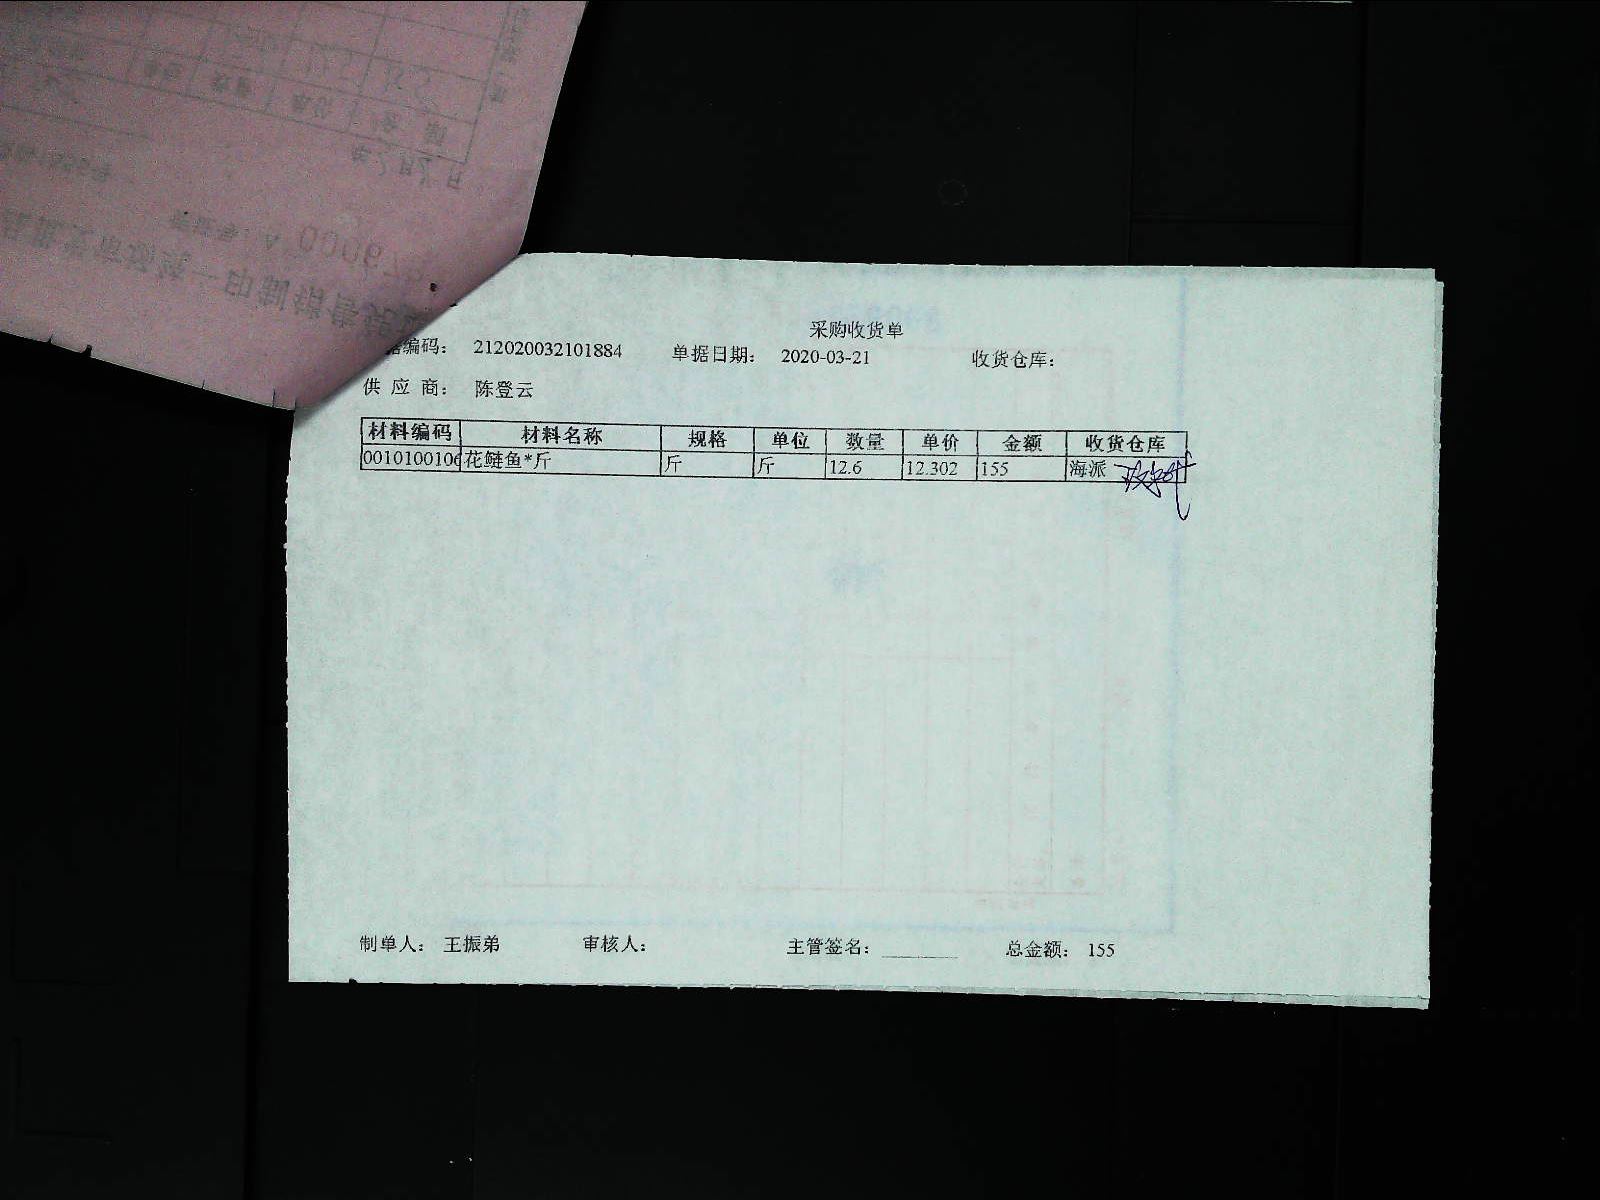 采购收货单
据编码： 212020032101884 单据日期： 2020-03-21 收货仓库：
供 应 商： 陈登云
材料编码 材料名称 规格 单位 数量 单价 金额 收货仓库
0010100106 花鲢鱼*斤 斤 斤 12.6 12.302 155 海派
制单人： 王振弟 审核人： 主管签名： 总金额： 155